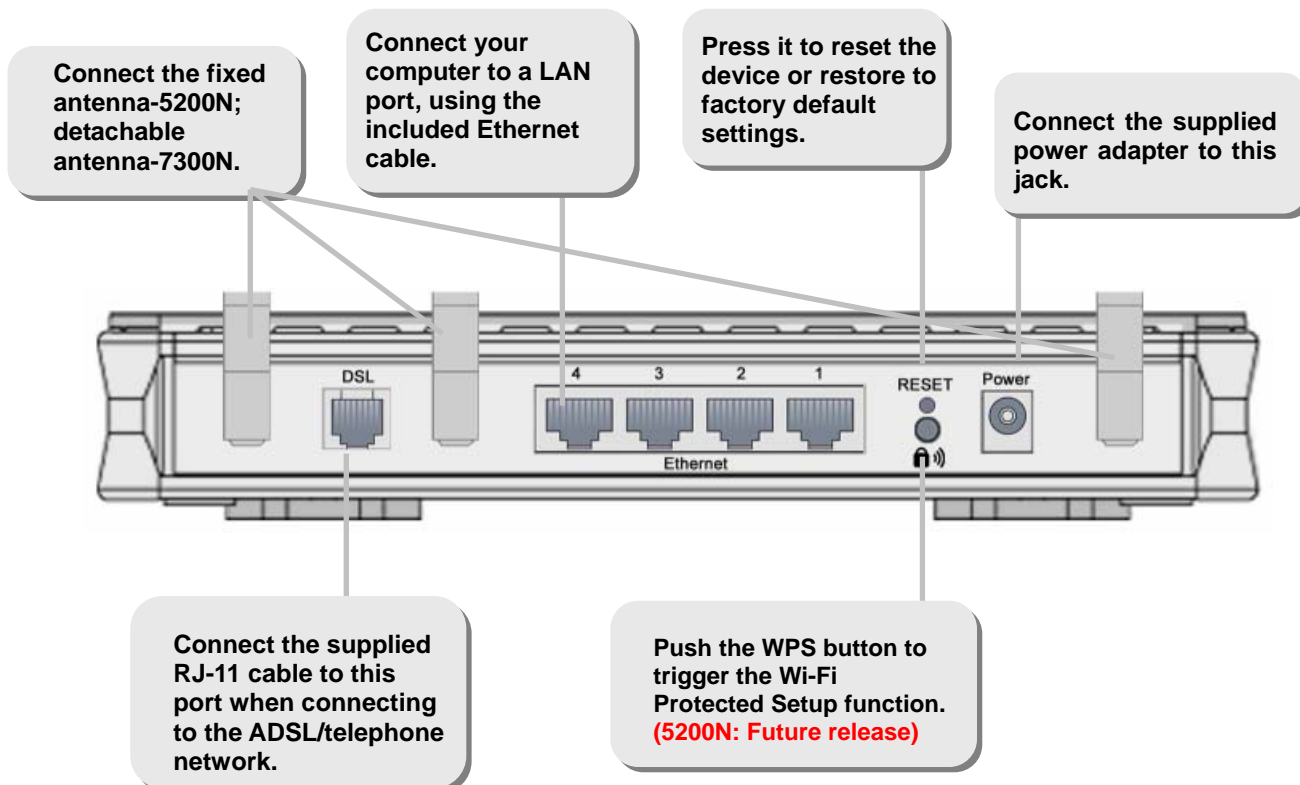 Connect the fixed
antenna-5200N;
detachable
antenna-7300N.
Connect your
computer to a LAN
port, using the
included Ethernet
cable.
Press it to reset the
device or restore to
factory default
settings.
Connect the supplied
power adapter to this
jack.
DSL
4 3 2 1
Ethernet
RESET
Power
Connect the supplied
RJ-11 cable to this
port when connecting
to the ADSL/telephone
network.
Push the WPS button to
trigger the Wi-Fi
Protected Setup function.
(5200N: Future release)